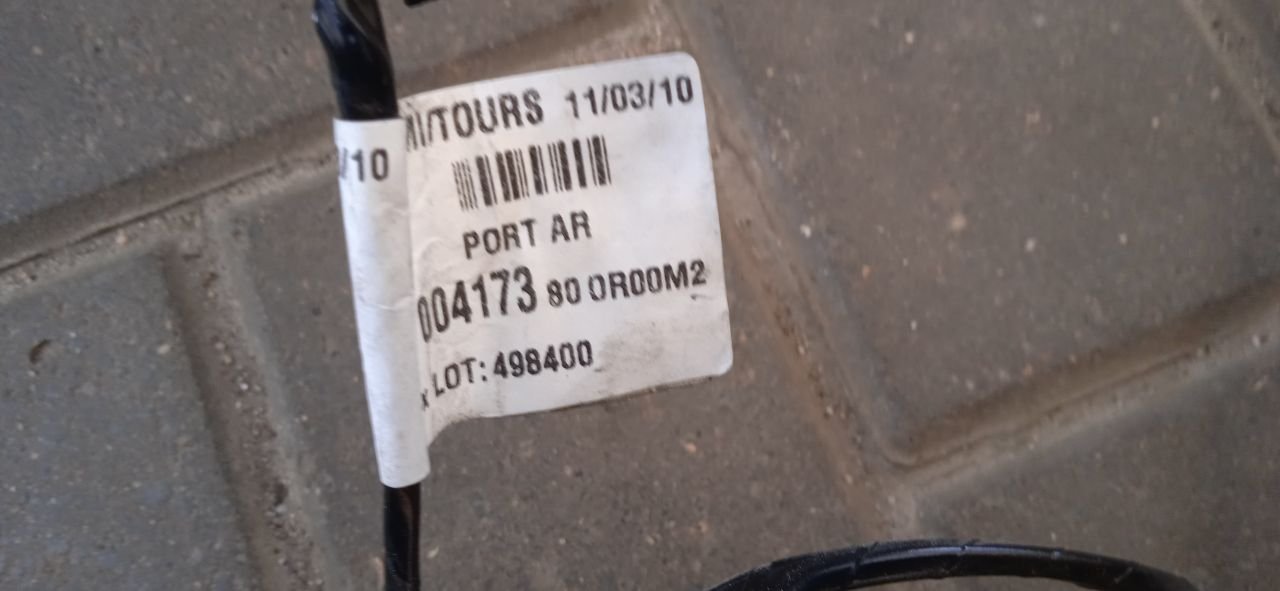 /TOURS 11/03/10
/10
PORT AR
004173 80 0R00M2
LOT: 498400